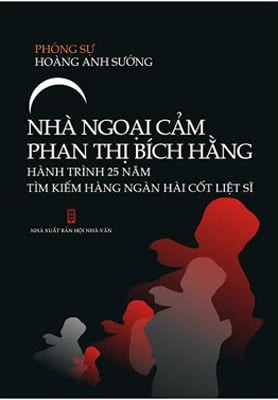 PHÓNG SỰ
HOÀNG ANH SƯỚNG
NHÀ NGOẠI CẢM
PHAN THỊ BÍCH HẰNG
HÀNH TRÌNH 25 NĂM
TÌM KIẾM HÀNG NGÀN HÀI CỐT LIỆT SĨ
NHÀ XUẤT BẢN HỘI NHÀ VĂN